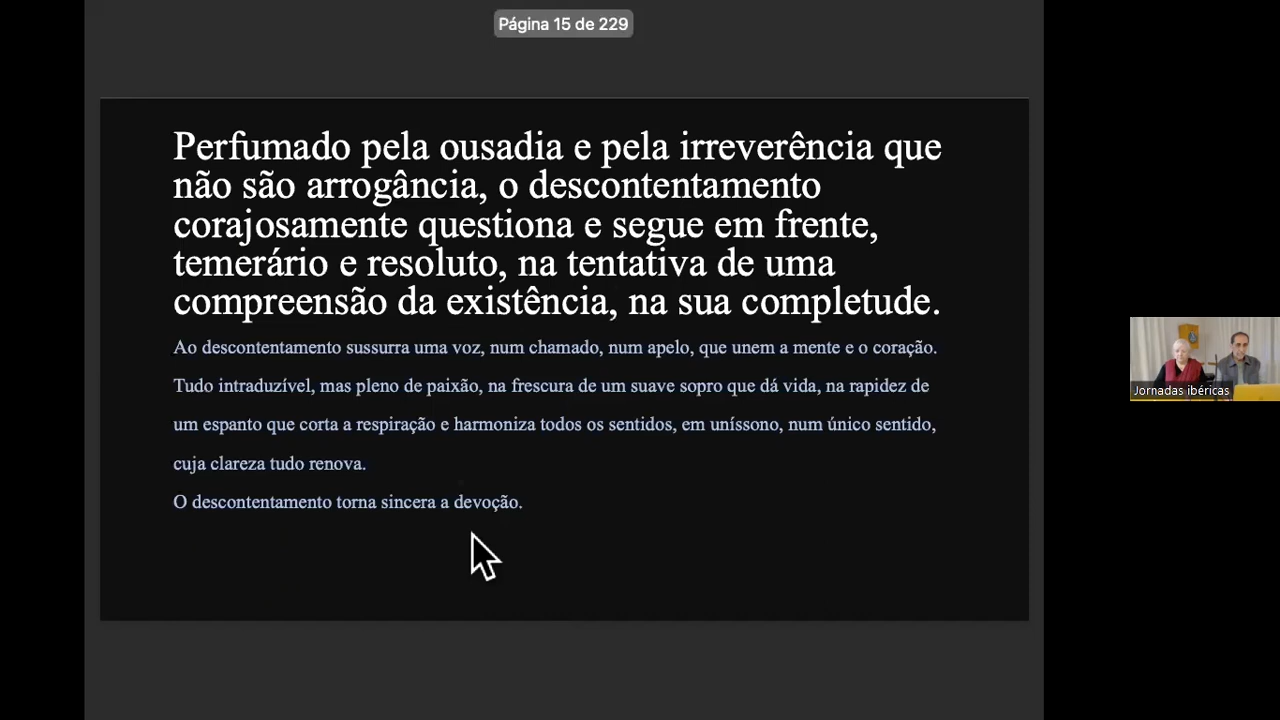 Página 15 de 229
Perfumado pela ousadia e pela irreverência que
não são arrogância, o descontentamento
corajosamente questiona e segue em frente,
temerário e resoluto, na tentativa de uma
compreensão da existência, na sua completude.
Ao descontentamento sussurra uma voz, num chamado, num apelo, que unem a mente e o coração.
Tudo intraduzível, mas pleno de paixão, na frescura de um suave sopro que dá vida, na rapidez de
um espanto que corta a respiração e harmoniza todos os sentidos, em uníssono, num único sentido,
cuja clareza tudo renova.
O descontentamento torna sincera a devoção.
Jornadas ibéricas